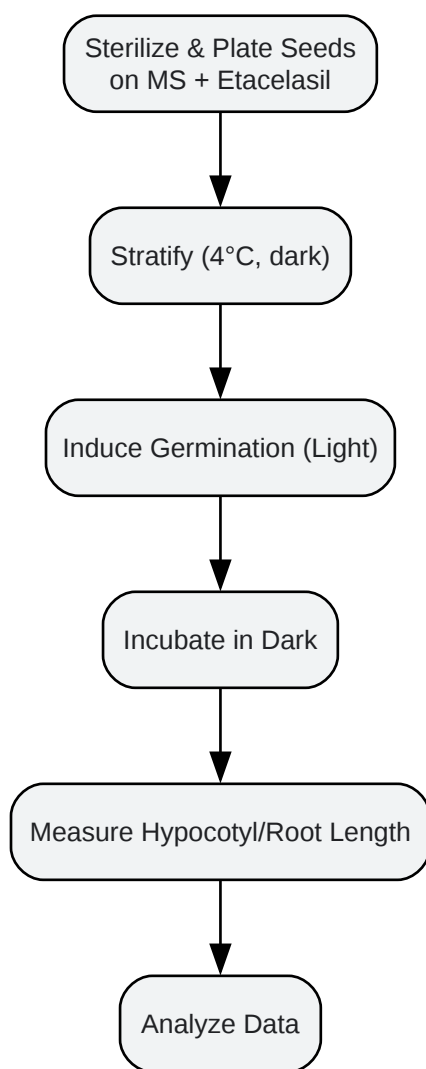 Sterilize & Plate Seeds
on MS + Etacelasil
Stratify (4°C, dark)
Induce Germination (Light)
Incubate in Dark
Measure Hypocotyl/Root Length
Analyze Data